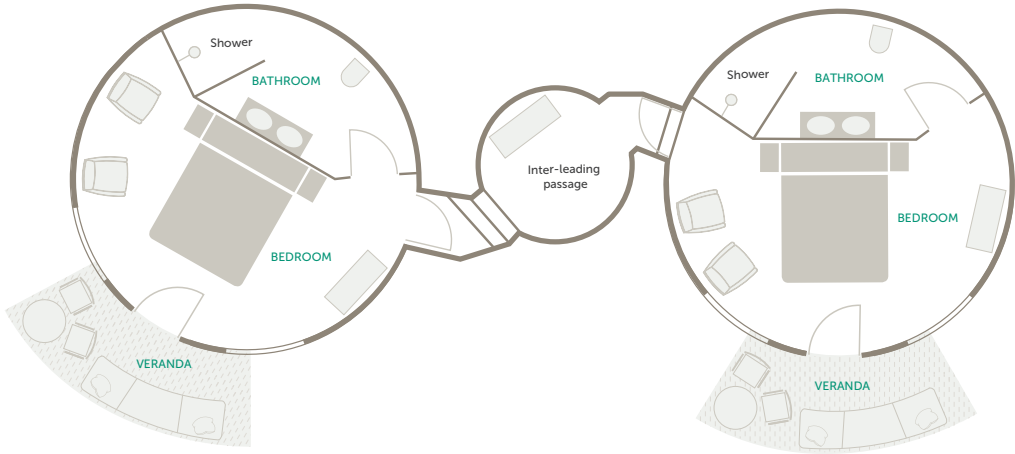 Shower
BATHROOM
BEDROOM
VERANDA
Inter-leading
passage
Shower
BATHROOM
BEDROOM
VERANDA